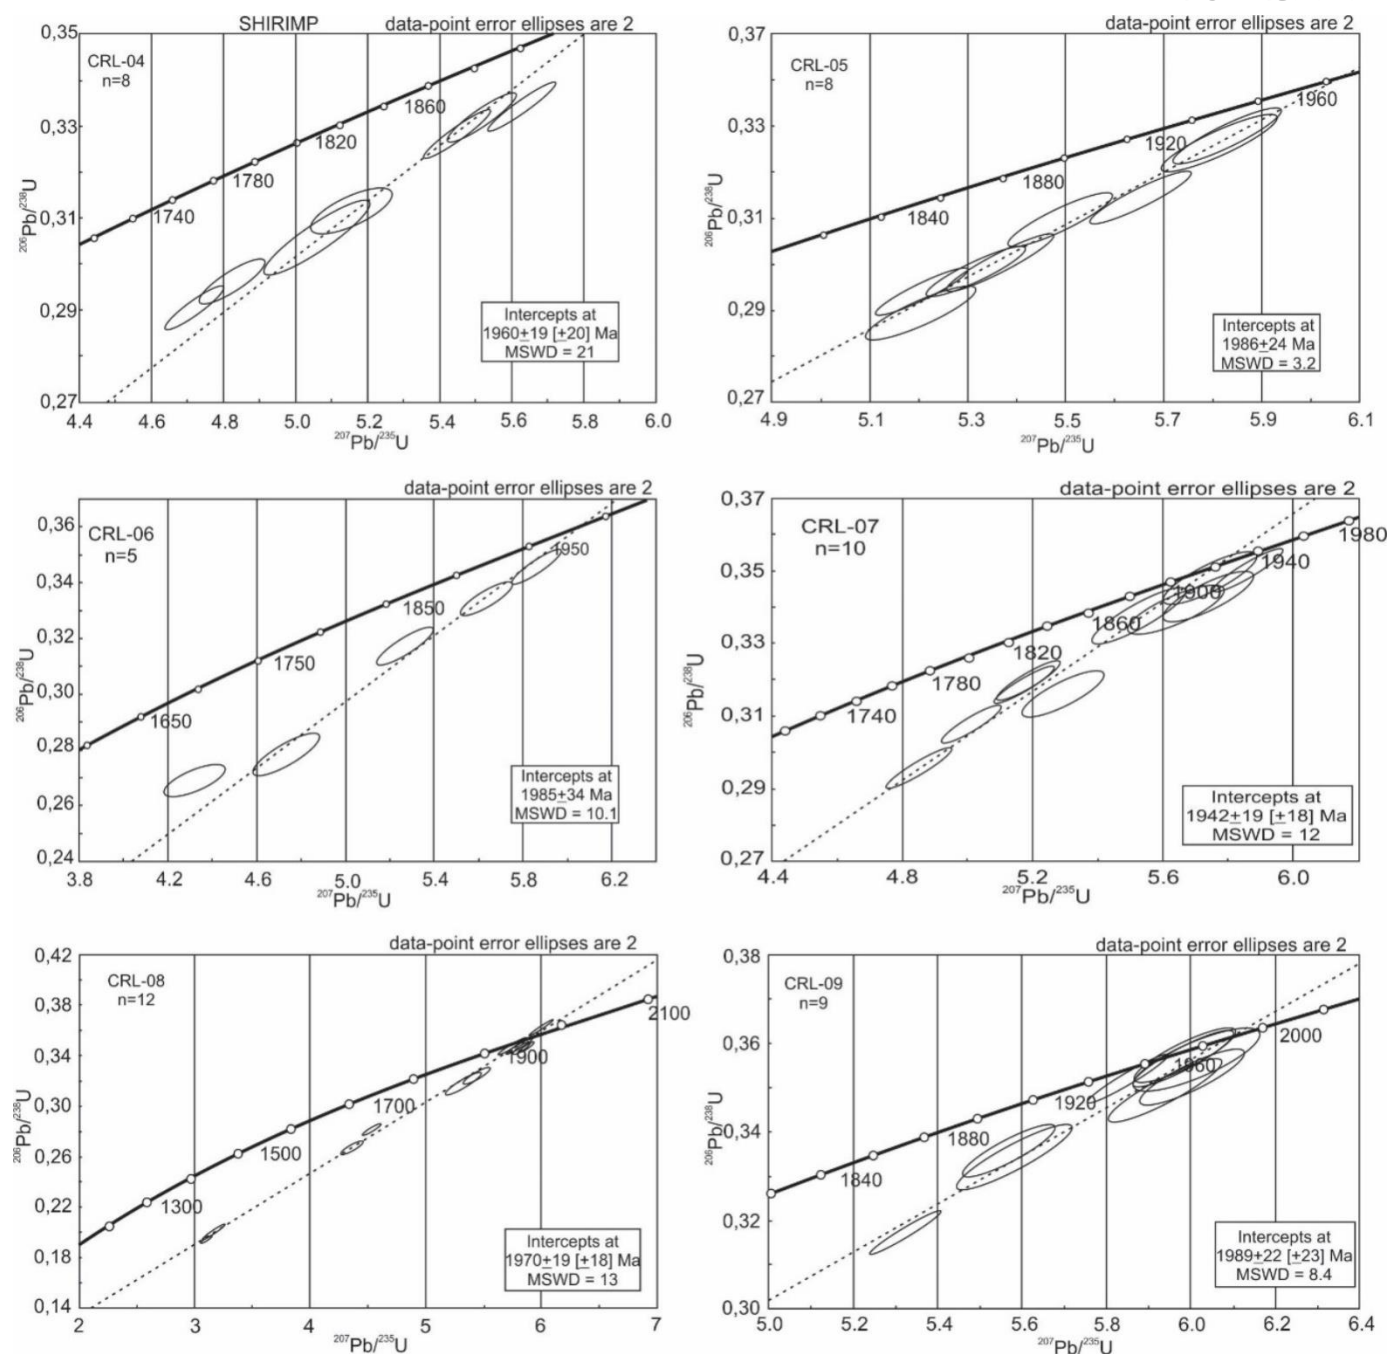 SHIRIMP data-point error ellipses are 2
CRL-04
n=8
0,35
0,33
0,31
0,29
0,27
²⁰⁶Pb/²³⁸U
1740
1780
1820
1860
Intercepts at
1960±19 [±20] Ma
MSWD = 21
4.4 4.6 4.8 5.0 5.2 5.4 5.6 5.8 6.0
²⁰⁷Pb/²³⁵U
data-point error ellipses are 2
CRL-05
n=8
0,37
0,33
0,31
0,29
0,27
²⁰⁶Pb/²³⁸U
1840
1880
1920
1960
Intercepts at
1986±24 Ma
MSWD = 3.2
4.9 5.1 5.3 5.5 5.7 5.9 6.1
²⁰⁷Pb/²³⁵U
data-point error ellipses are 2
CRL-06
n=5
0,36
0,34
0,32
0,30
0,28
0,26
0,24
²⁰⁶Pb/²³⁸U
1650
1750
1850
1950
Intercepts at
1985±34 Ma
MSWD = 10.1
3.8 4.2 4.6 5.0 5.4 5.8 6.2
²⁰⁷Pb/²³⁵U
data-point error ellipses are 2
CRL-07
n=10
0,37
0,35
0,33
0,31
0,29
0,27
²⁰⁶Pb/²³⁸U
1740
1780
1820
1860
1900
1940
1980
Intercepts at
1942±19 [±18] Ma
MSWD = 12
4.4 4.8 5.2 5.6 6.0
²⁰⁷Pb/²³⁵U
data-point error ellipses are 2
CRL-08
n=12
0,42
0,38
0,34
0,30
0,26
0,22
0,18
0,14
²⁰⁶Pb/²³⁸U
1300
1500
1700
1900
2100
Intercepts at
1970±19 [±18] Ma
MSWD = 13
2 3 4 5 6 7
²⁰⁷Pb/²³⁵U
data-point error ellipses are 2
CRL-09
n=9
0,38
0,36
0,34
0,32
0,30
²⁰⁶Pb/²³⁸U
1840
1880
1920
1960
2000
Intercepts at
1989±22 [±23] Ma
MSWD = 8.4
5.0 5.2 5.4 5.6 5.8 6.0 6.2 6.4
²⁰⁷Pb/²³⁵U